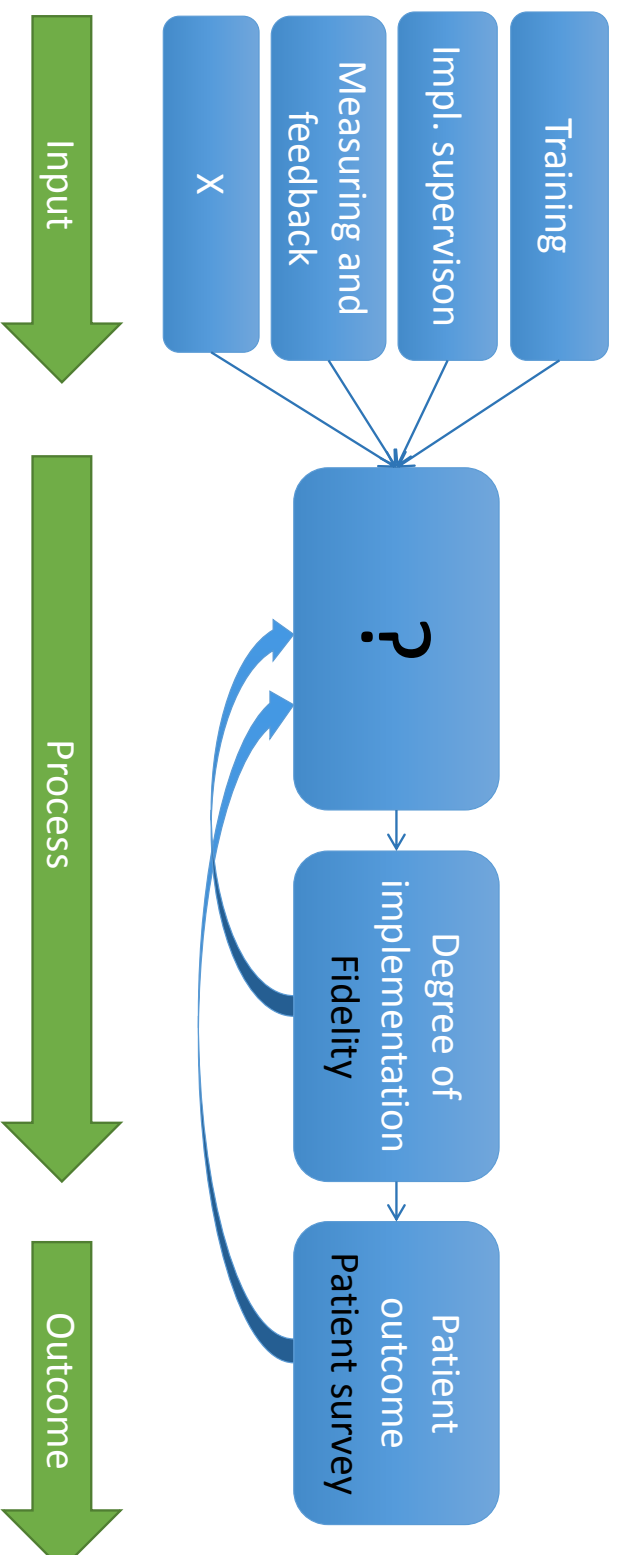 Training
Impl. supervison
Measuring and
feedback
X
?
Degree of
implementation
Fidelity
Patient
outcome
Patient survey
Input
Process
Outcome